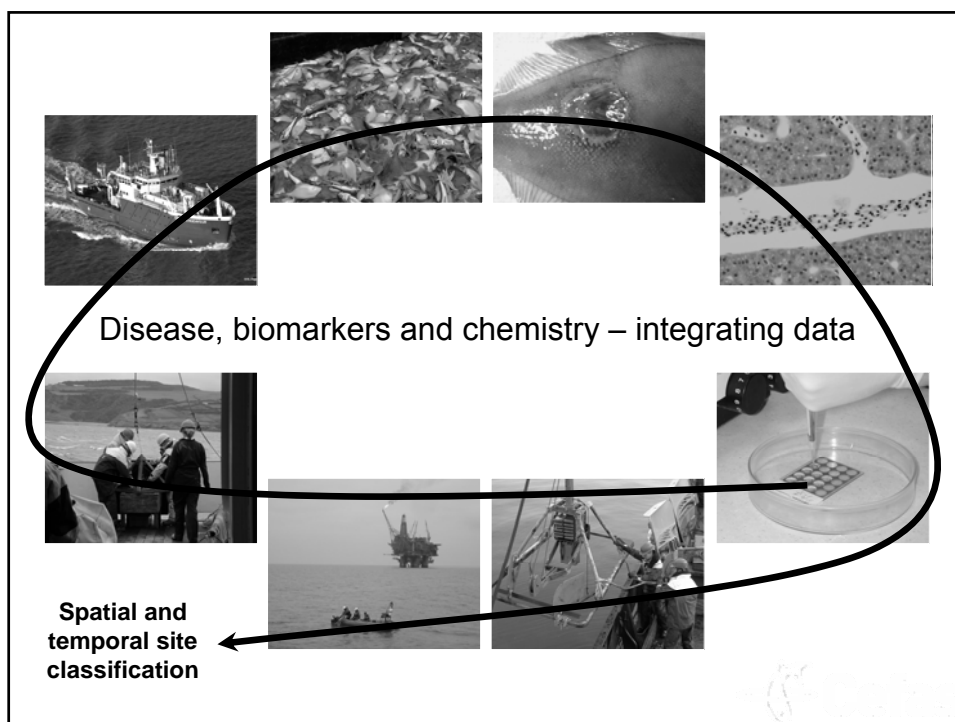 Disease, biomarkers and chemistry – integrating data
Spatial and
temporal site
classification